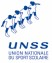 UNSS
UNION NATIONALE
DU SPORT SCOLAIRE